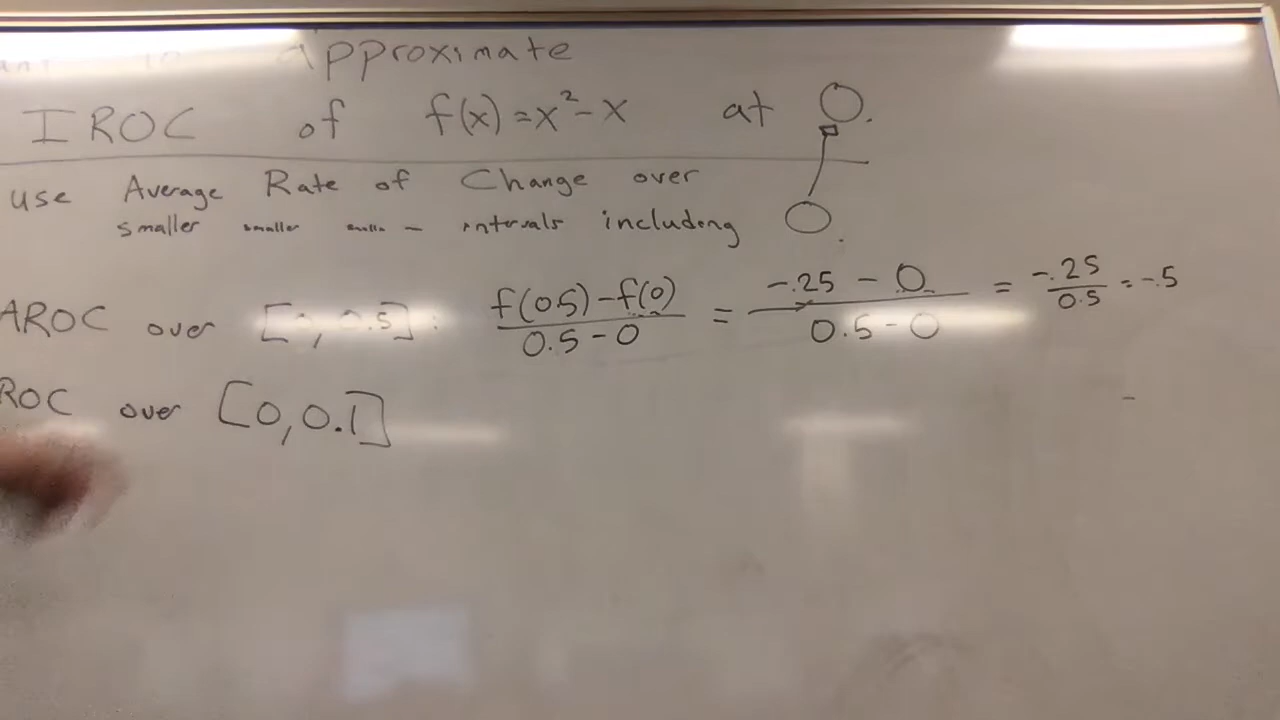 Approximate
IROC of f(x)=x²-x at 0.
use Average Rate of Change over
smaller smaller smaller - intervals including 0.
AROC over [0, 0.5]: f(0.5)-f(0) / 0.5-0 = -.25 - 0 / 0.5-0 = -.25 / 0.5 = -.5
ROC over [0, 0.1]